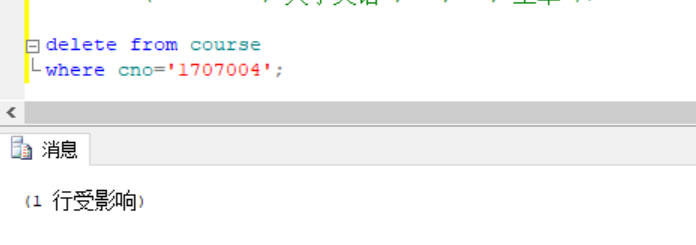 delete from course
where cno='1707004';
消息
(1 行受影响)